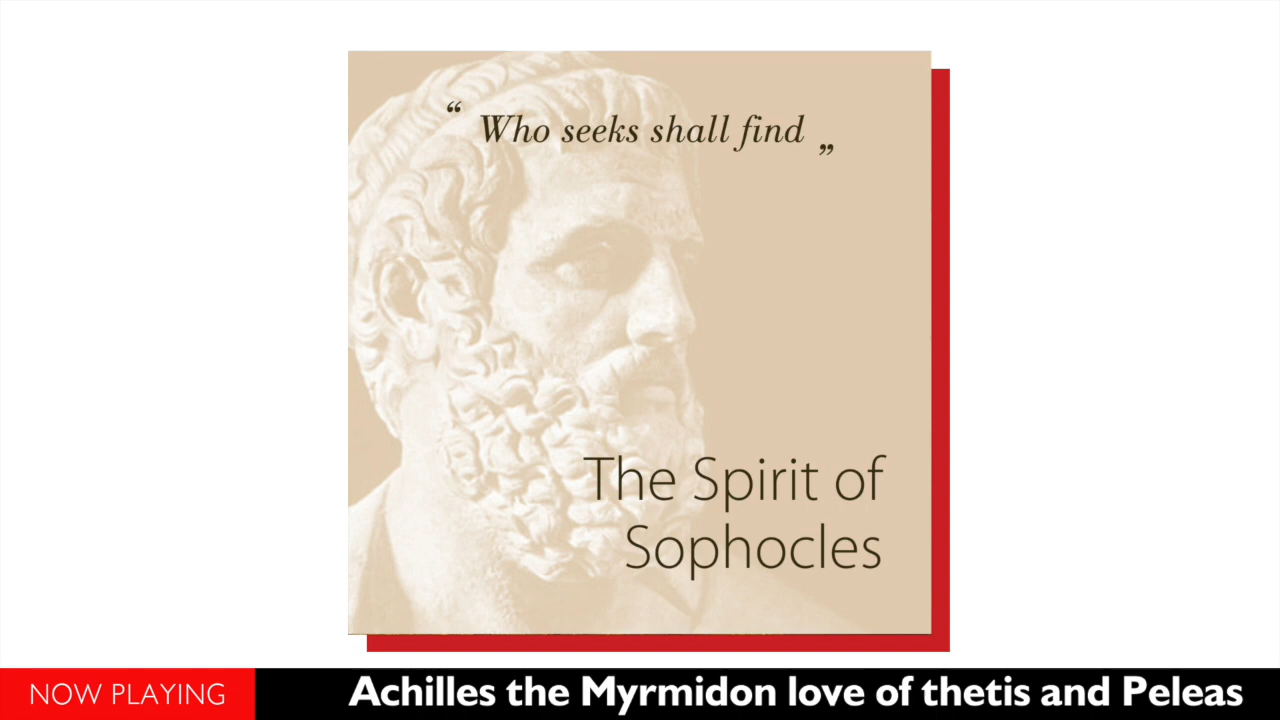 “ Who seeks shall find ”
The Spirit of
Sophocles
NOW PLAYING
Achilles the Myrmidon love of thetis and Peleas